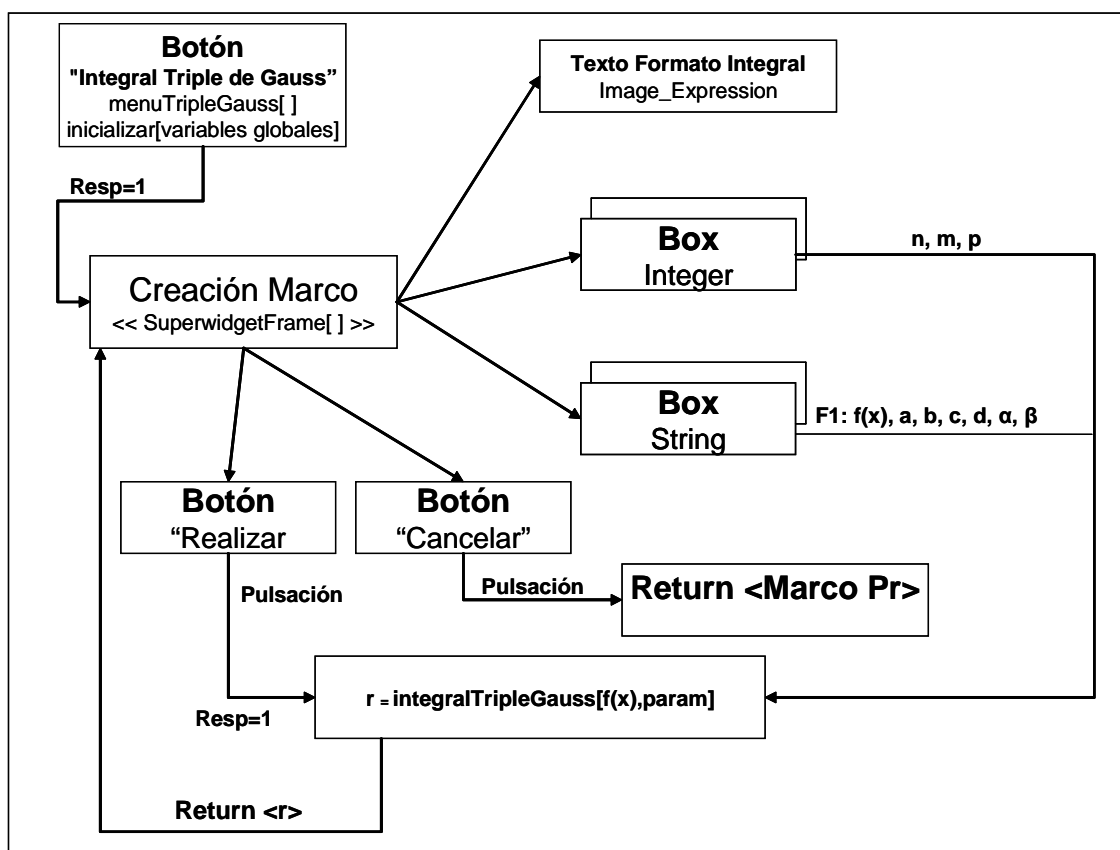 Botón
"Integral Triple de Gauss”
menuTripleGauss[ ]
inicializar[variables globales]
Texto Formato Integral
Image_Expression
Resp=1
Box
Integer
n, m, p
Creación Marco
<< SuperwidgetFrame[ ] >>
Box
String
F1: f(x), a, b, c, d, α, β
Botón
“Realizar
Botón
“Cancelar”
Pulsación
Pulsación
Return <Marco Pr>
r = integralTripleGauss[f(x),param]
Resp=1
Return <r>